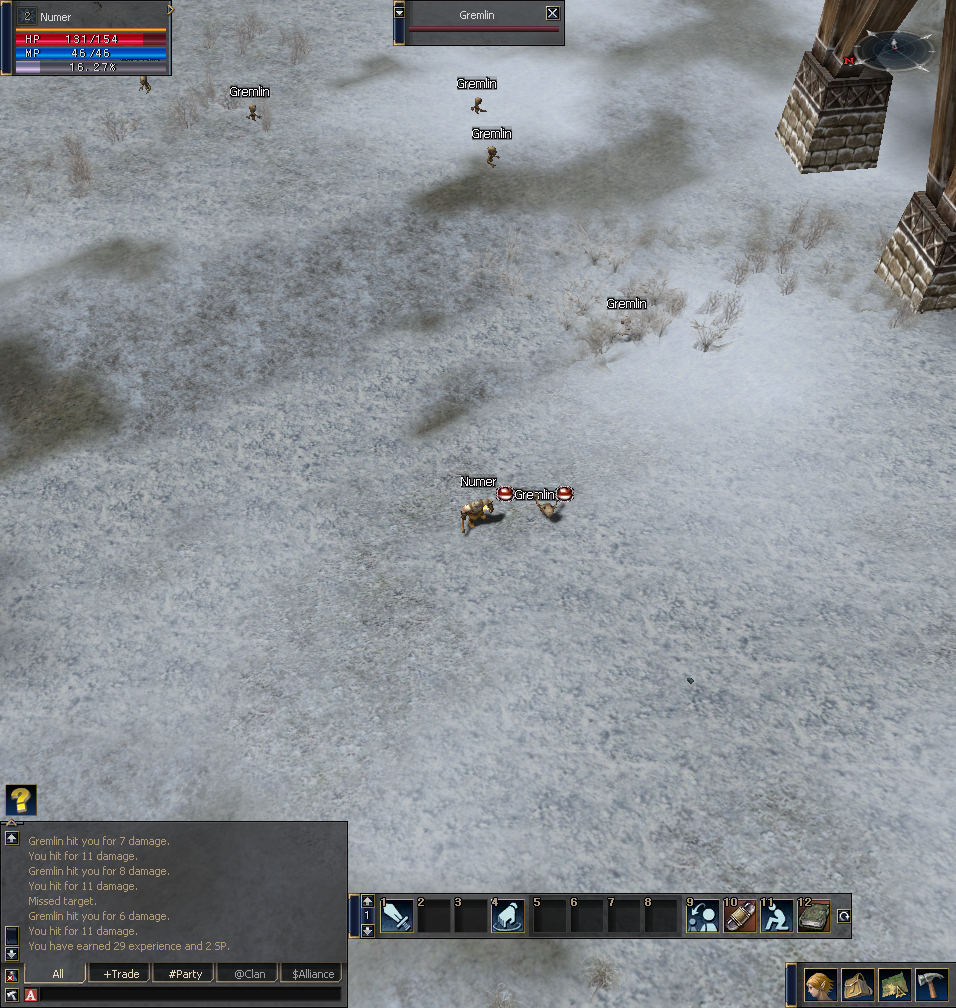 2 Numer
HP 131/154
MP 46/46
16.27%
Gremlin
N
Gremlin
Gremlin
Gremlin
Gremlin
Numer
Gremlin
Gremlin hit you for 7 damage.
You hit for 11 damage.
Gremlin hit you for 8 damage.
You hit for 11 damage.
Missed target.
Gremlin hit you for 6 damage.
You hit for 11 damage.
You have earned 29 experience and 2 SP.
All +Trade #Party @Clan $Alliance
A
1
1 2 3 4 5 6 7 8 9 10 11 12